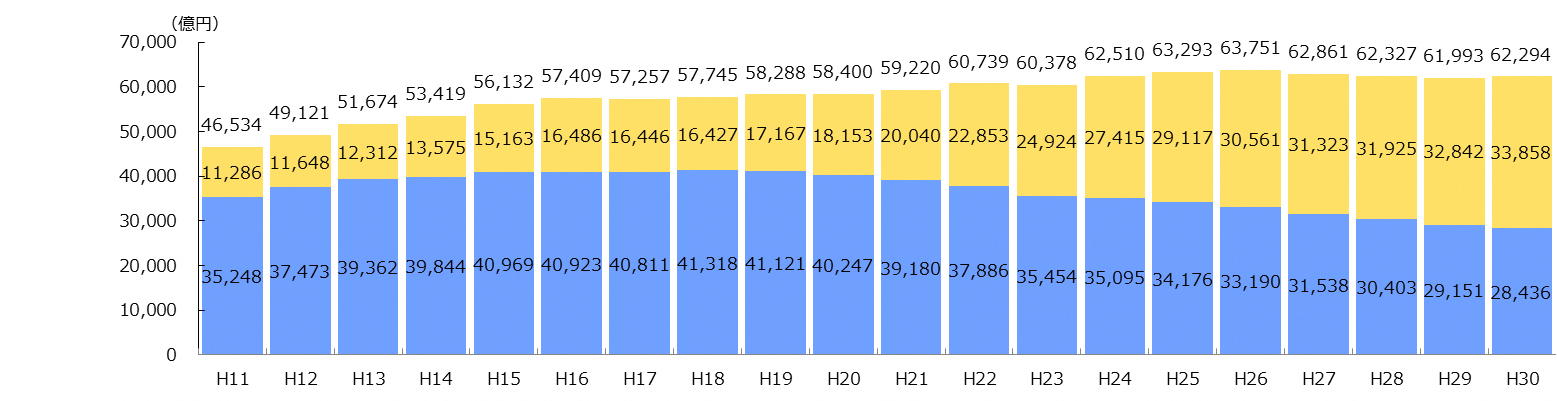 （億円）
70,000
60,000
50,000
40,000
30,000
20,000
10,000
0
46,534 49,121 51,674 53,419 56,132 57,409 57,257 57,745 58,288 58,400 59,220 60,739 60,378 62,510 63,293 63,751 62,861 62,327 61,993 62,294
11,286 11,648 12,312 13,575 15,163 16,486 16,446 16,427 17,167 18,153 20,040 22,853 24,924 27,415 29,117 30,561 31,323 31,925 32,842 33,858
35,248 37,473 39,362 39,844 40,969 40,923 40,811 41,318 41,121 40,247 39,180 37,886 35,454 35,095 34,176 33,190 31,538 30,403 29,151 28,436
H11 H12 H13 H14 H15 H16 H17 H18 H19 H20 H21 H22 H23 H24 H25 H26 H27 H28 H29 H30